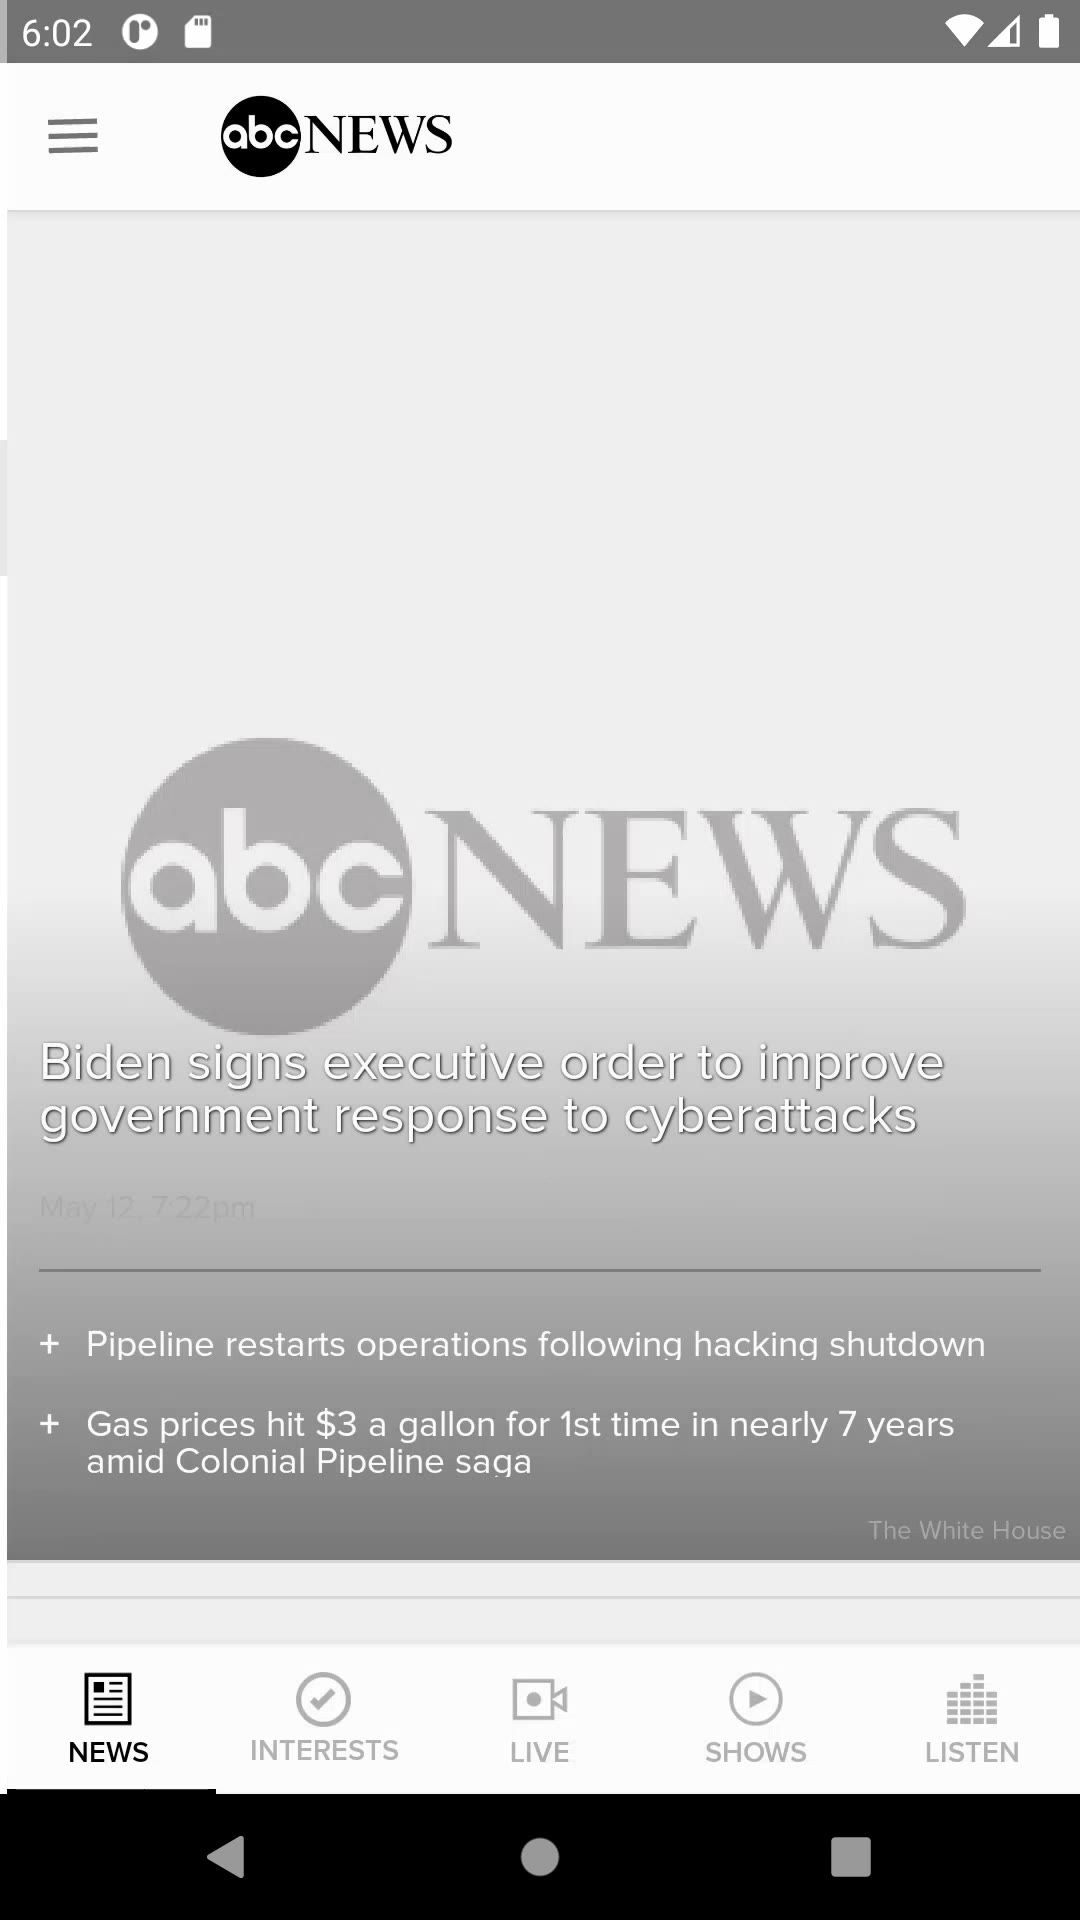 6:02
abc NEWS
abc NEWS
Biden signs executive order to improve
government response to cyberattacks
May 12, 7:22pm
+ Pipeline restarts operations following hacking shutdown
+ Gas prices hit $3 a gallon for 1st time in nearly 7 years
amid Colonial Pipeline saga
The White House
NEWS INTERESTS LIVE SHOWS LISTEN